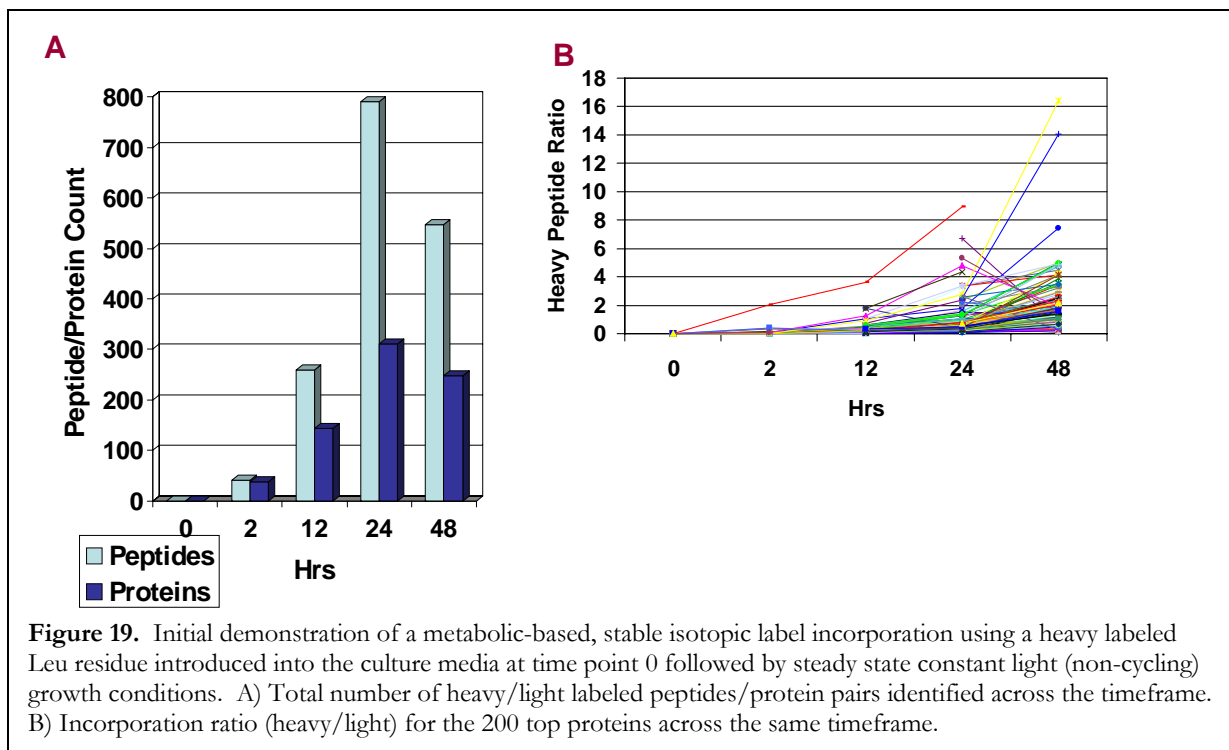 A
800
700
600
500
400
300
200
100
0
Peptide/Protein Count
0 2 12 24 48
Hrs
Peptides
Proteins
B
18
16
14
12
10
8
6
4
2
0
Heavy Peptide Ratio
0 2 12 24 48
Hrs
Figure 19. Initial demonstration of a metabolic-based, stable isotopic label incorporation using a heavy labeled
Leu residue introduced into the culture media at time point 0 followed by steady state constant light (non-cycling)
growth conditions. A) Total number of heavy/light labeled peptides/protein pairs identified across the timeframe.
B) Incorporation ratio (heavy/light) for the 200 top proteins across the same timeframe.